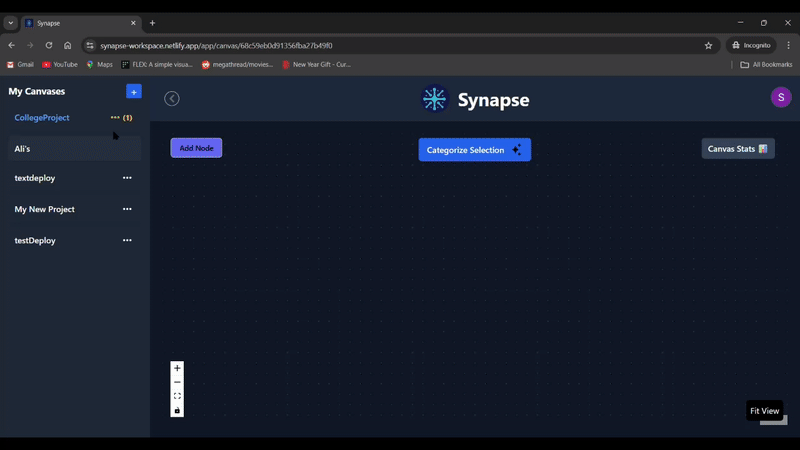 Synapse
synapse-workspace.netlify.app/app/canvas/68c59eb0d91356fba27b49f0
Incognito
Gmail
YouTube
Maps
FLEX: A simple visua...
megathread/movies...
New Year Gift - Cur...
All Bookmarks
My Canvases
+
Synapse
S
CollegeProject ••• (1)
Ali's
textdeploy •••
My New Project •••
testDeploy •••
Add Node
Categorize Selection
Canvas Stats
Fit View